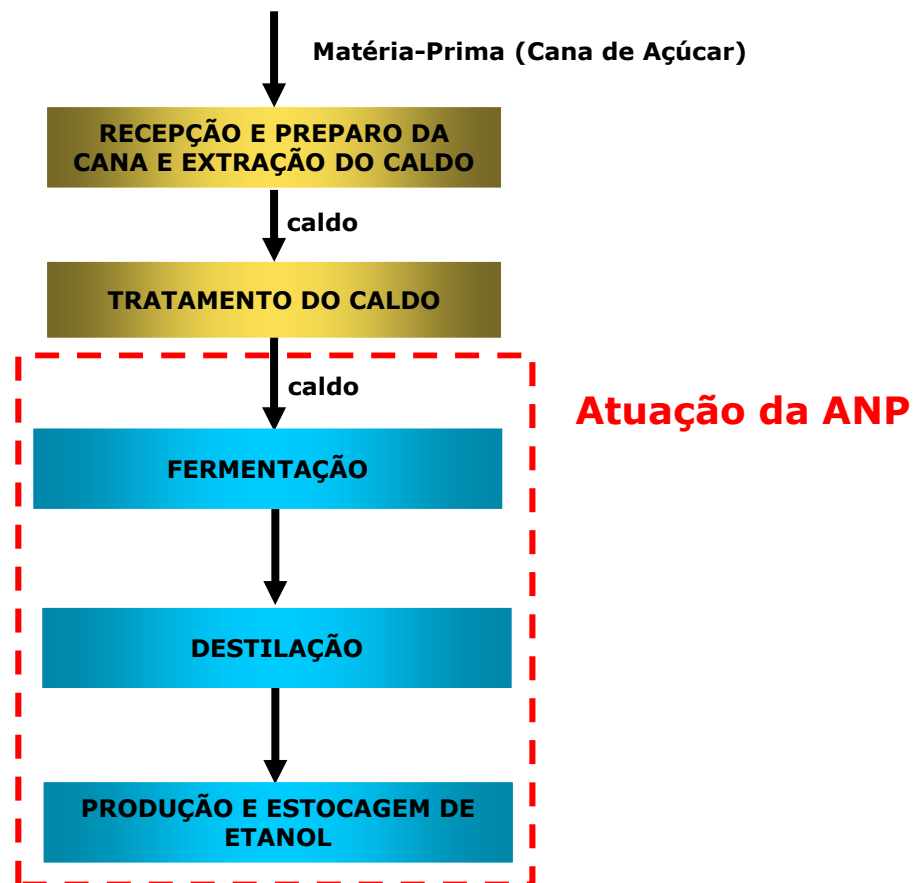 Matéria-Prima (Cana de Açúcar)
RECEPÇÃO E PREPARO DA
CANA E EXTRAÇÃO DO CALDO
caldo
TRATAMENTO DO CALDO
caldo
Atuação da ANP
FERMENTAÇÃO
DESTILAÇÃO
PRODUÇÃO E ESTOCAGEM DE
ETANOL